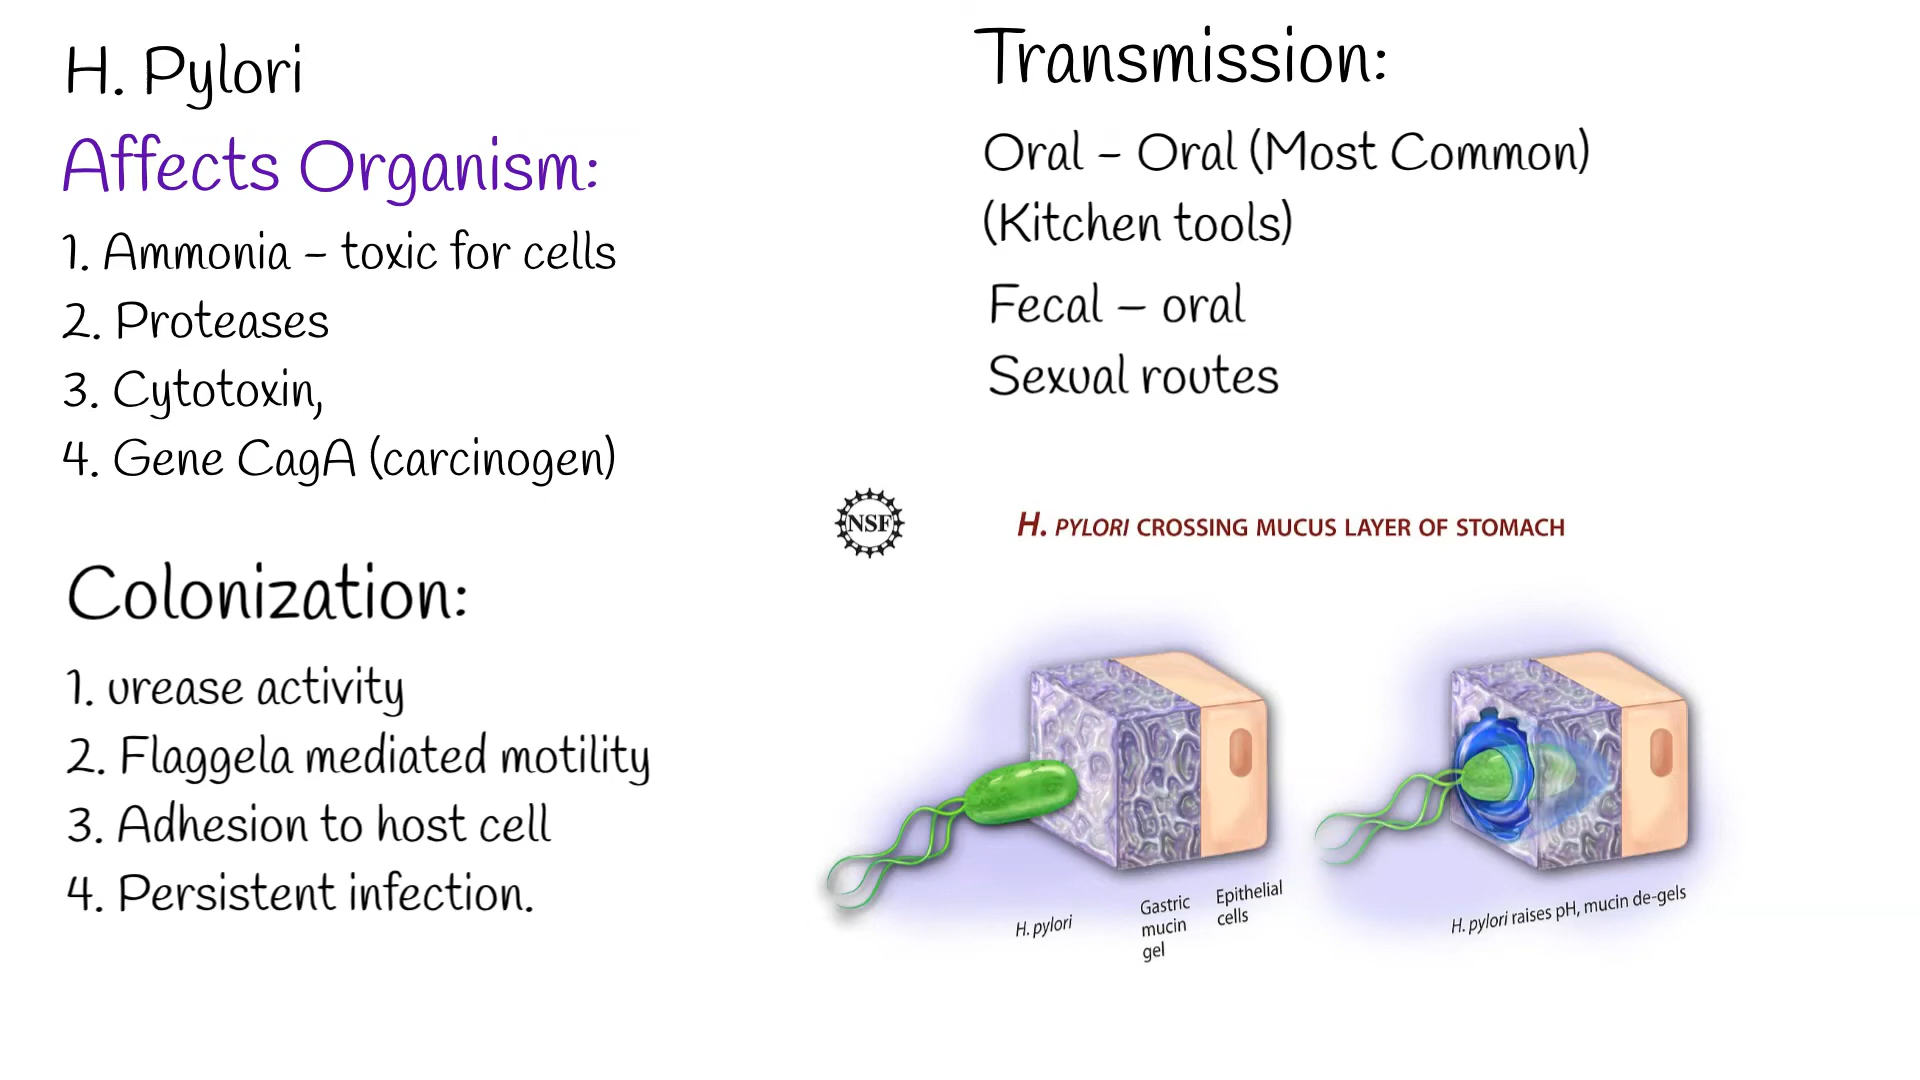 H. Pylori
Affects Organism:
1. Ammonia – toxic for cells
2. Proteases
3. Cytotoxin,
4. Gene CagA (carcinogen)
Colonization:
1. urease activity
2. Flaggela mediated motility
3. Adhesion to host cell
4. Persistent infection.
Transmission:
Oral – Oral (Most Common)
(Kitchen tools)
Fecal – oral
Sexual routes
NSF
H. PYLORI CROSSING MUCUS LAYER OF STOMACH
H. pylori
Gastric
mucin
gel
Epithelial
cells
H. pylori raises pH, mucin de-gels